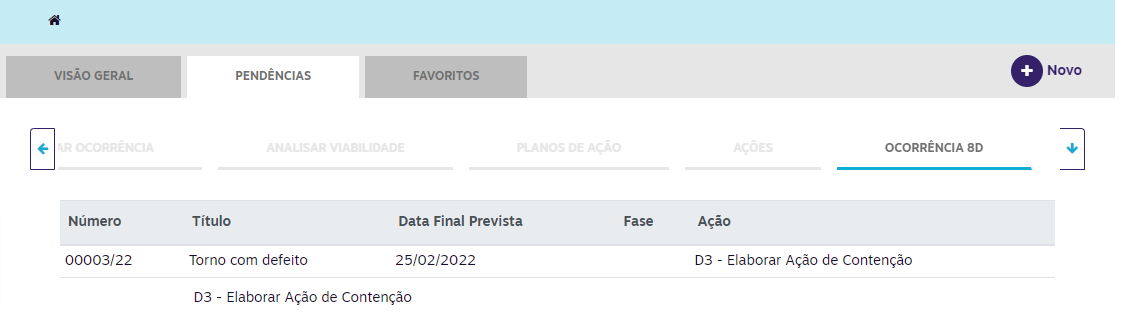 VISÃO GERAL PENDÊNCIAS FAVORITOS Novo
AR OCORRÊNCIA ANALISAR VIABILIDADE PLANOS DE AÇÃO AÇÕES OCORRÊNCIA 8D
Número Título Data Final Prevista Fase Ação
00003/22 Torno com defeito 25/02/2022 D3 - Elaborar Ação de Contenção
D3 - Elaborar Ação de Contenção